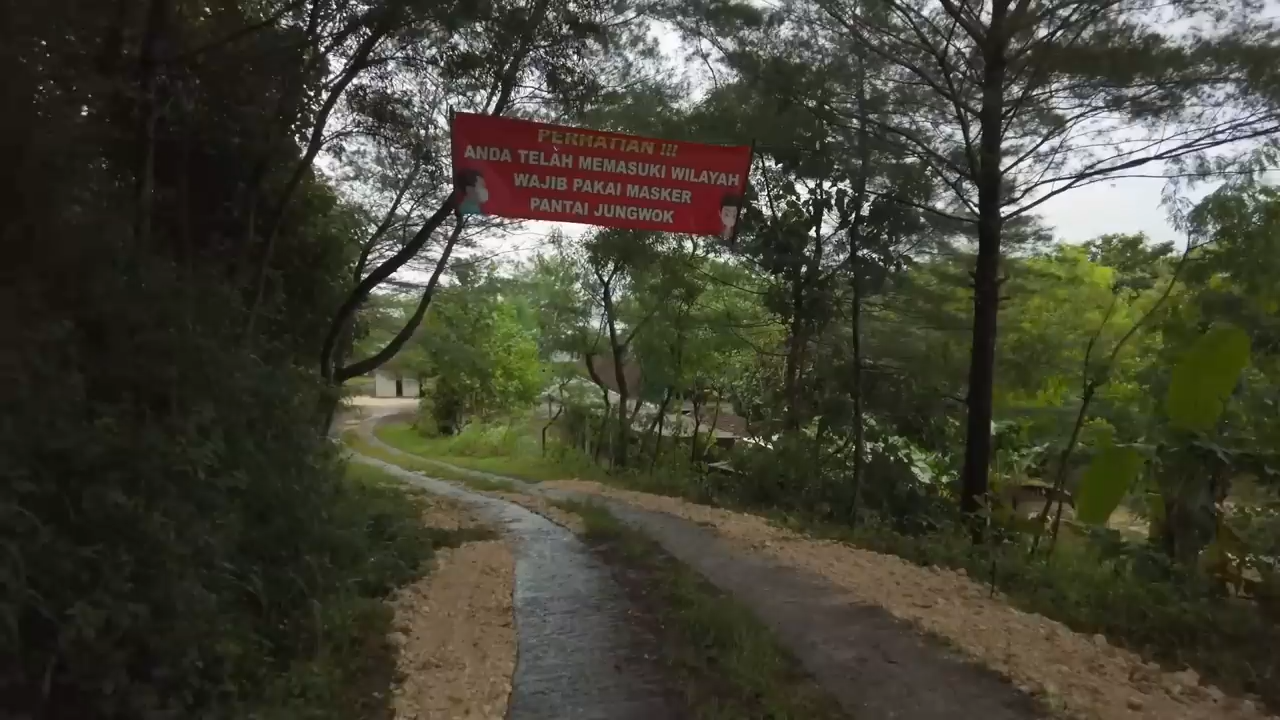 PERHATIAN !!!
ANDA TELAH MEMASUKI WILAYAH
WAJIB PAKAI MASKER
PANTAI JUNGWOK